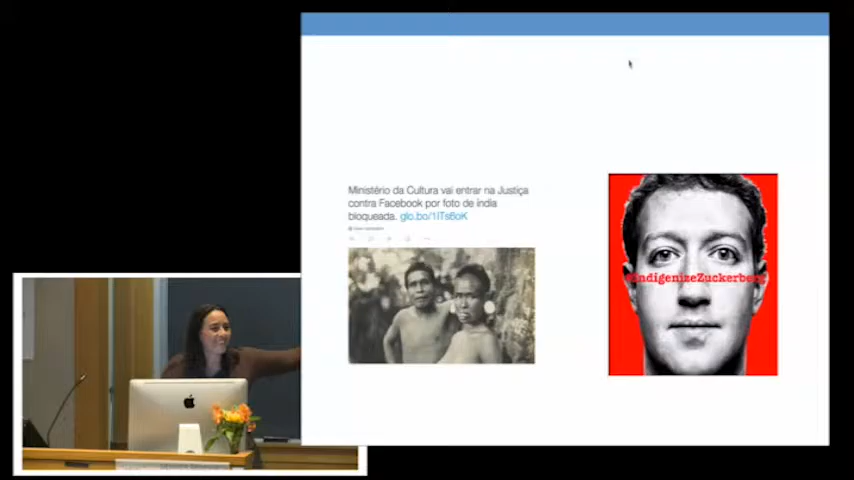 Ministério da Cultura vai entrar na Justiça
contra Facebook por foto de índia
bloqueada. glo.bo/1ITs6oK
#IndigenizeZuckerberg